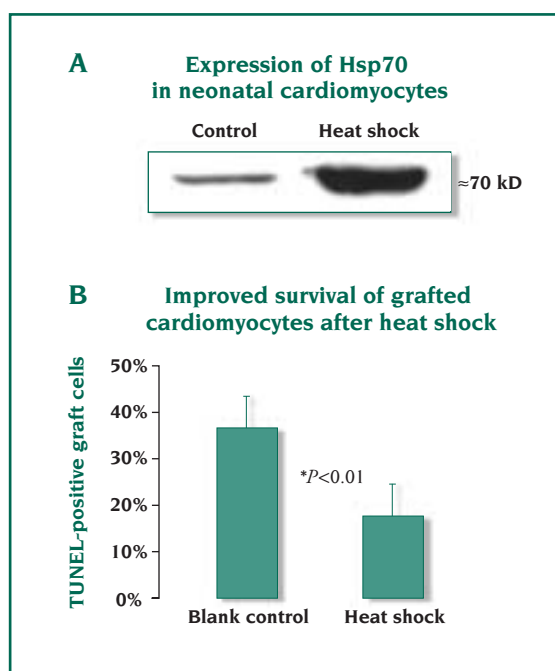 A
Expression of Hsp70
in neonatal cardiomyocytes
Control Heat shock
≈70 kD
B
Improved survival of grafted
cardiomyocytes after heat shock
TUNEL-positive graft cells
50%
40%
30%
20%
10%
0%
*P<0.01
Blank control Heat shock